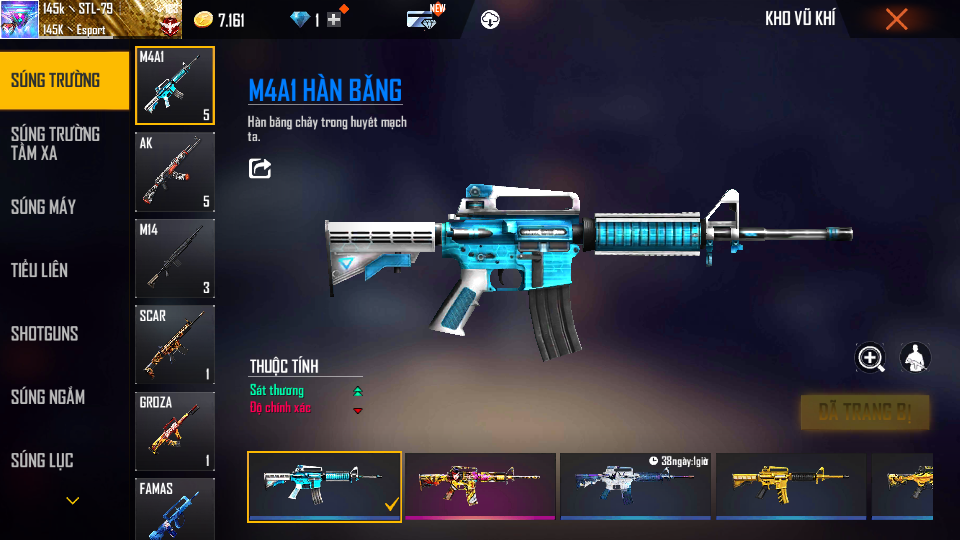 145k ~ STL-79
145K ~ Esport
7.161
1
NEW
KHO VŨ KHÍ
SÚNG TRƯỜNG
SÚNG TRƯỜNG
TẦM XA
SÚNG MÁY
TIỂU LIÊN
SHOTGUNS
SÚNG NGẮM
SÚNG LỤC
M4A1
5
AK
5
M14
3
SCAR
1
GROZA
1
FAMAS
M4A1 HÀN BĂNG
Hàn băng chảy trong huyết mạch
ta.
THUỘC TÍNH
Sát thương
Độ chính xác
ĐÃ TRANG BỊ
38ngày:1giờ